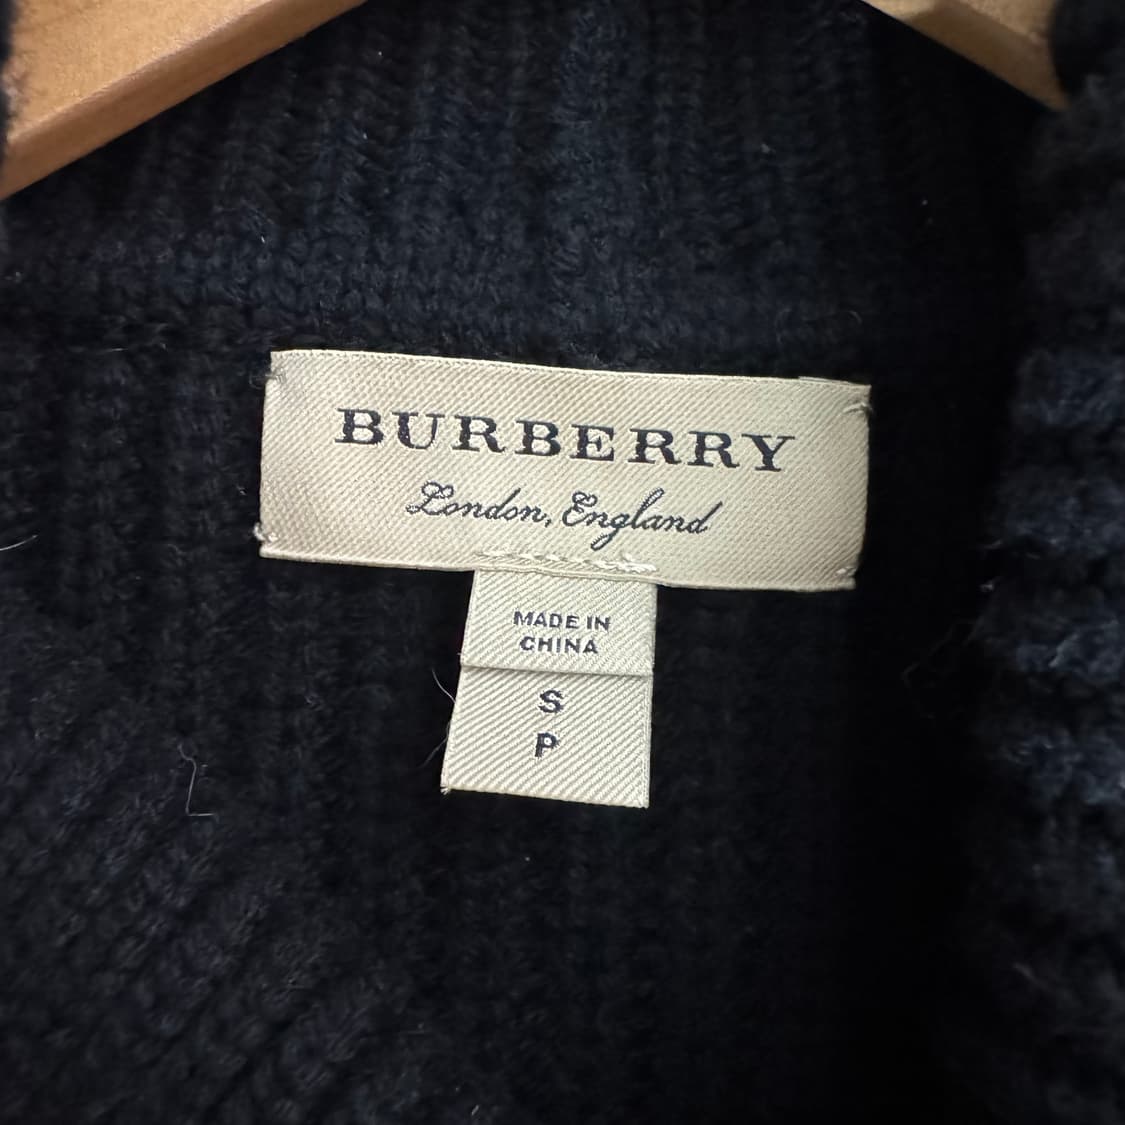 BURBERRY
London, England
MADE IN
CHINA
S
P